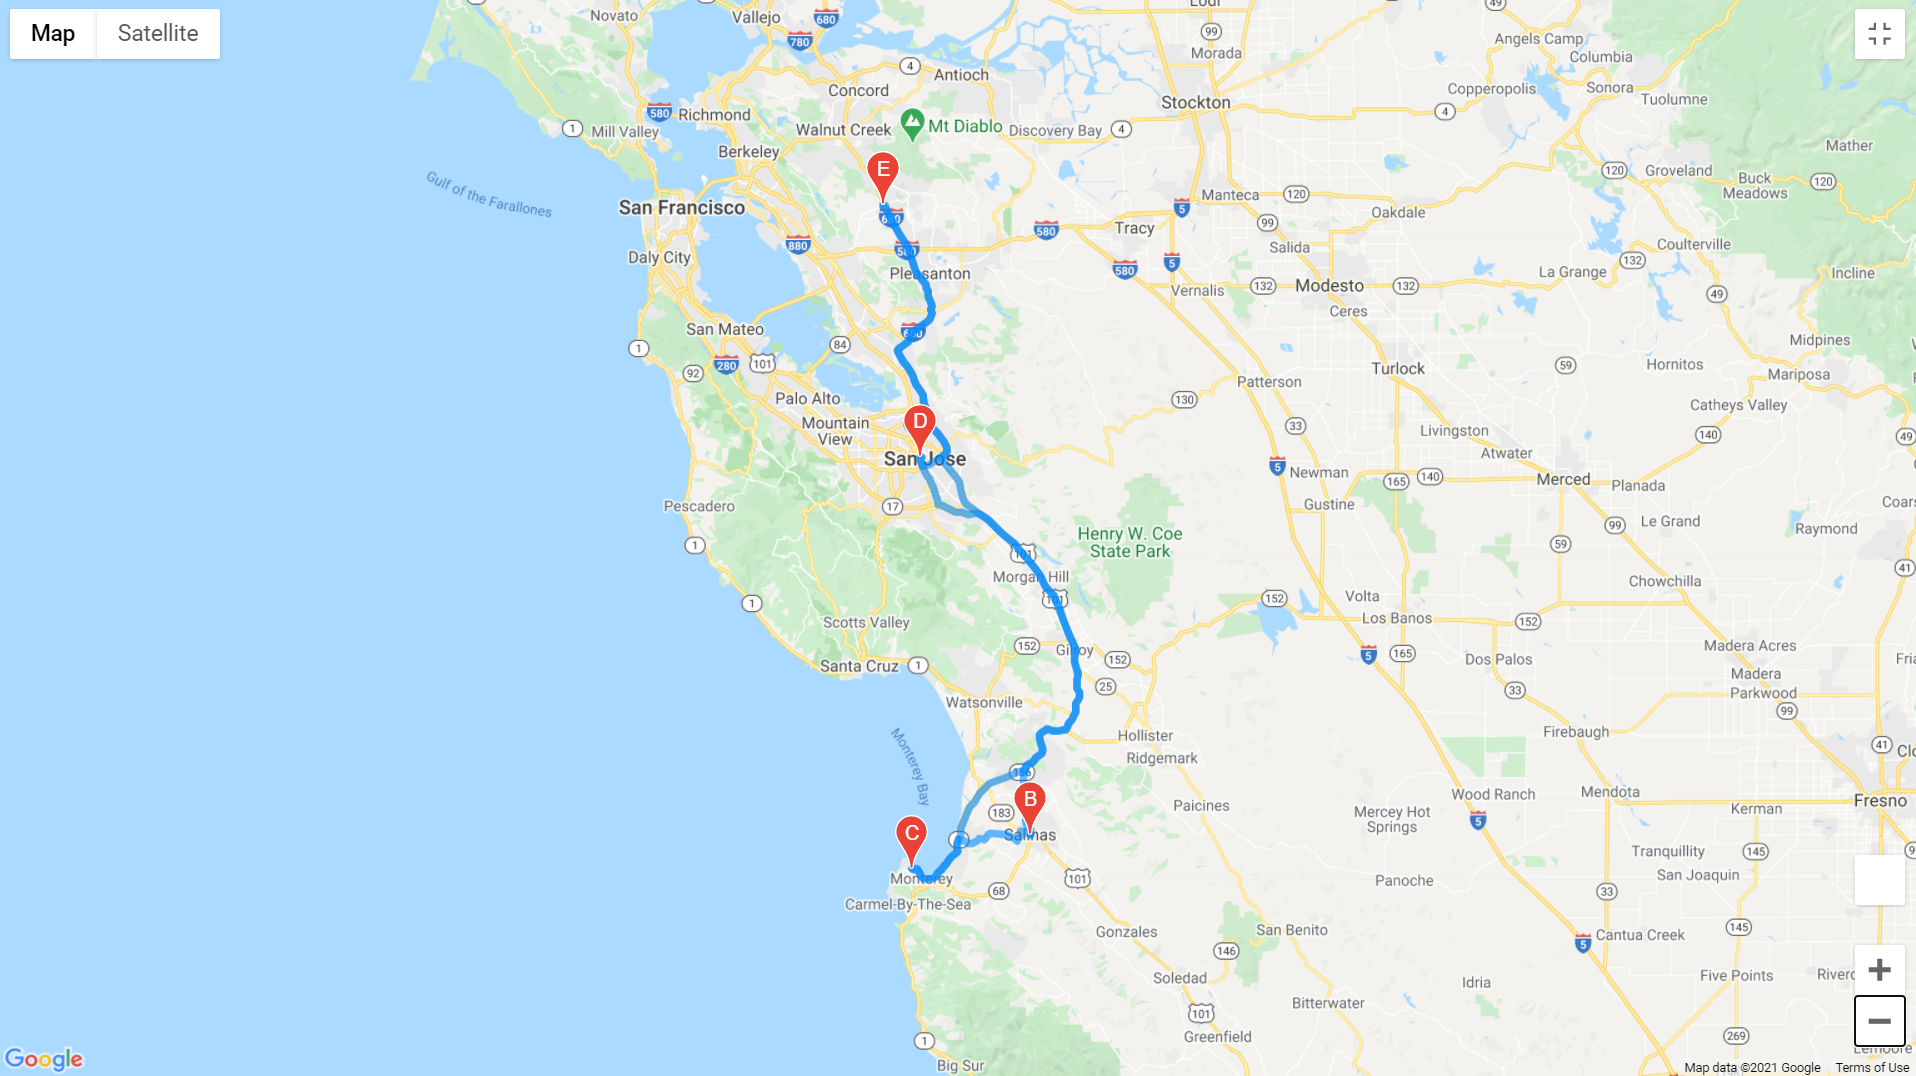 Map
Satellite
Novato
Vallejo
680
780
Lodi
49
99
Morada
Angels Camp
Columbia
4
Antioch
Concord
Stockton
Copperopolis
Sonora
Tuolumne
4
580
Richmond
1
Mill Valley
Walnut Creek
Mt Diablo
Discovery Bay
4
Berkeley
Mather
E
Gulf of the Farallones
San Francisco
Manteca
120
120
Groveland
Buck
Meadows
120
5
99
Oakdale
680
880
580
580
Tracy
Salida
Coulterville
Daly City
Pleasanton
580
5
La Grange
132
Incline
Vernalis
132
Modesto
132
49
Ceres
San Mateo
680
84
1
280
101
92
Midpines
Turlock
59
Hornitos
Mariposa
Patterson
Palo Alto
130
Catheys Valley
Mountain
View
D
33
Livingston
140
49
San Jose
5
Newman
Atwater
165
140
Merced
Planada
Pescadero
17
Gustine
Le Grand
99
Raymond
Henry W. Coe
State Park
1
101
59
Morgan Hill
Chowchilla
41
1
101
152
Volta
Scotts Valley
Los Banos
152
152
Gilroy
152
5
165
Dos Palos
Madera Acres
Santa Cruz
1
25
33
Madera
Parkwood
99
Watsonville
Monterey Bay
Hollister
Ridgemark
Firebaugh
41
156
B
183
Paicines
Wood Ranch
Mendota
Kerman
Fresno
Mercey Hot
Springs
5
C
Salinas
Tranquillity
145
San Joaquin
Monterey
68
101
Panoche
33
Carmel-By-The-Sea
Gonzales
San Benito
5
Cantua Creek
145
146
Soledad
Idria
Five Points
Bitterwater
101
Greenfield
1
269
Big Sur
Lemoore
Google
Map data ©2021 Google
Terms of Use